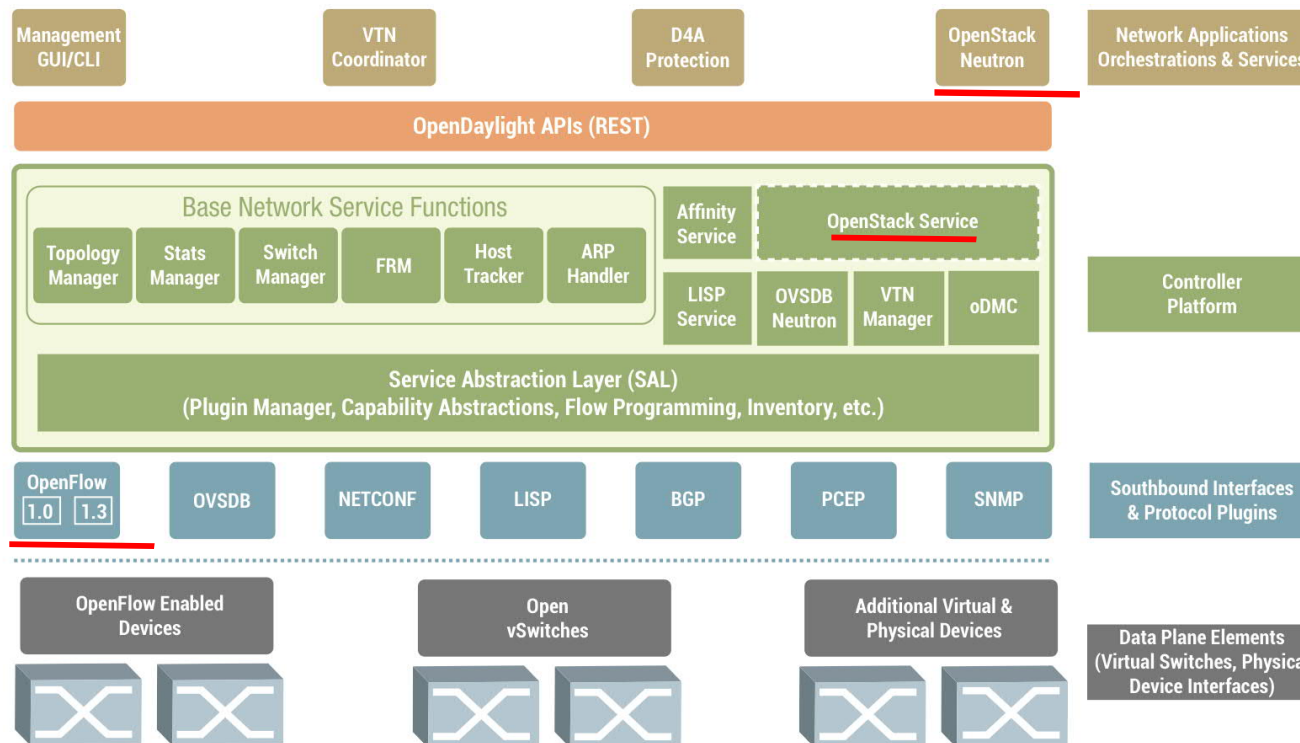 Management
GUI/CLI
VTN
Coordinator
D4A
Protection
OpenStack
Neutron
Network Applications
Orchestrations & Services
OpenDaylight APIs (REST)
Base Network Service Functions
Topology
Manager
Stats
Manager
Switch
Manager
FRM
Host
Tracker
ARP
Handler
Affinity
Service
OpenStack Service
LISP
Service
OVSDB
Neutron
VTN
Manager
oDMC
Controller
Platform
Service Abstraction Layer (SAL)
(Plugin Manager, Capability Abstractions, Flow Programming, Inventory, etc.)
OpenFlow
1.0 1.3
OVSDB
NETCONF
LISP
BGP
PCEP
SNMP
Southbound Interfaces
& Protocol Plugins
OpenFlow Enabled
Devices
Open
vSwitches
Additional Virtual &
Physical Devices
Data Plane Elements
(Virtual Switches, Physica
Device Interfaces)